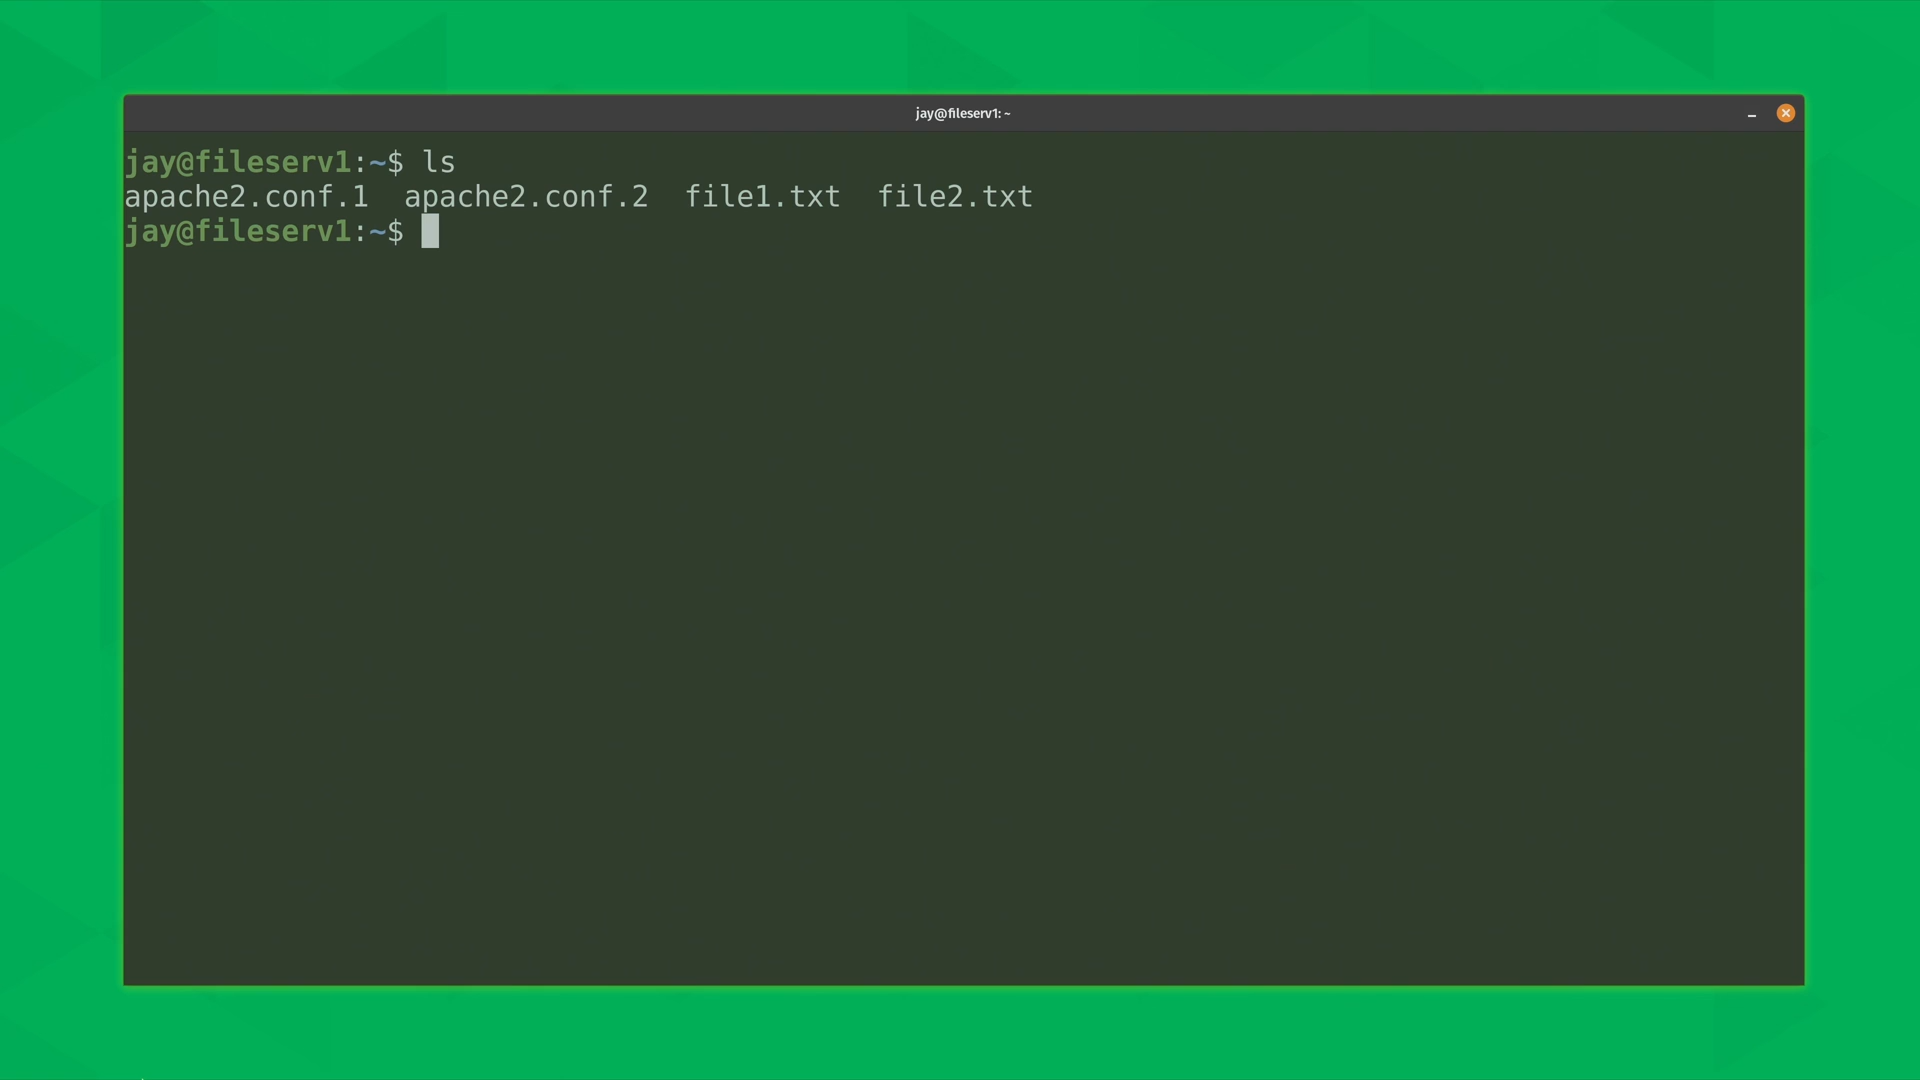 jay@fileserv1: ~
jay@fileserv1:~$ ls
apache2.conf.1  apache2.conf.2  file1.txt  file2.txt
jay@fileserv1:~$